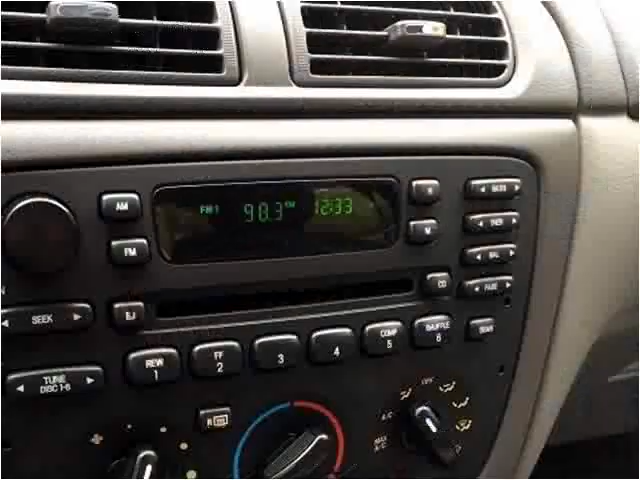 AM
FM1 98.3 FM 12:33
H
BASS
TREB
FM
M
BAL
FADE
CD
SEEK
EJ
SCAN
REW 1
FF 2
3
4
COMP 5
SHUFFLE 6
TUNE
DISC 1-6
R
OFF
A/C
MAX
A/C